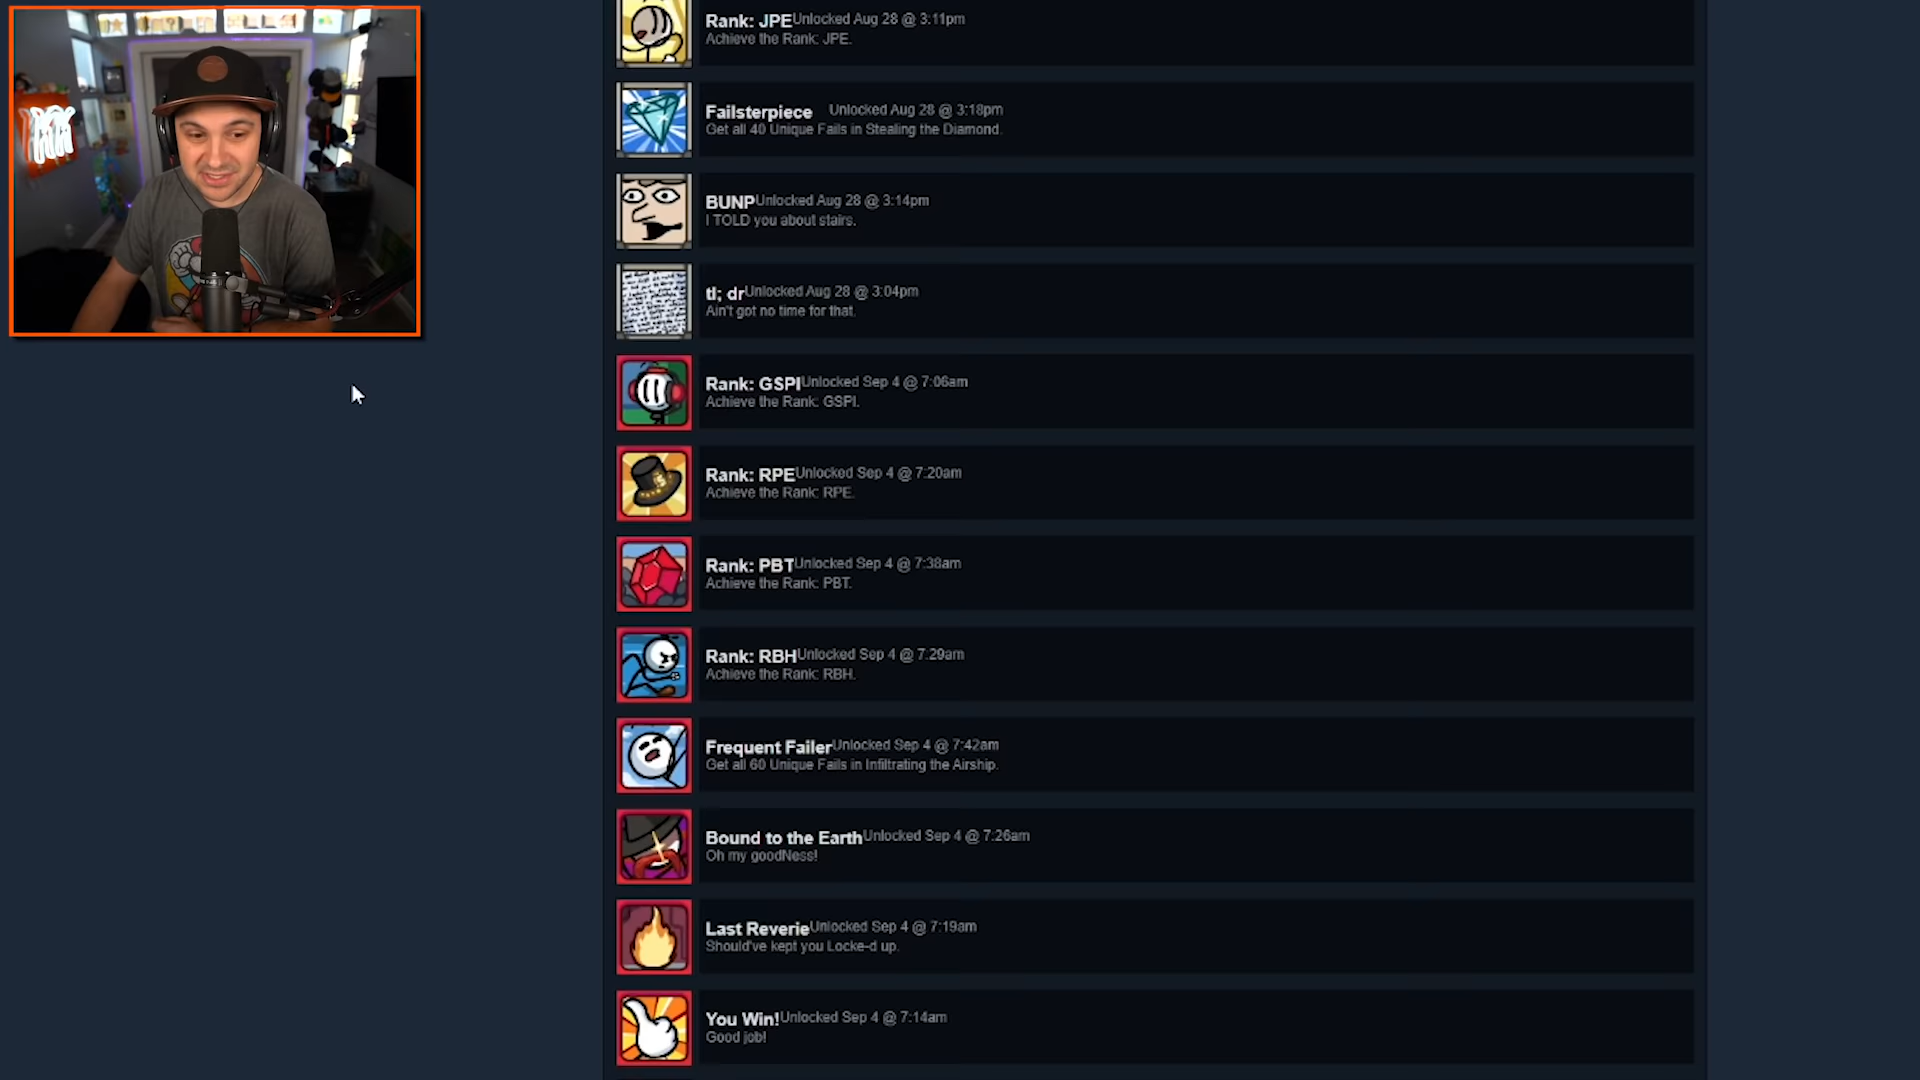 Rank: JPE Unlocked Aug 28 @ 3:11pm
Achieve the Rank: JPE.
Failsterpiece Unlocked Aug 28 @ 3:18pm
Get all 40 Unique Fails in Stealing the Diamond.
BUNP Unlocked Aug 28 @ 3:14pm
I TOLD you about stairs.
tl; dr Unlocked Aug 28 @ 3:04pm
Ain't got no time for that.
Rank: GSPI Unlocked Sep 4 @ 7:06am
Achieve the Rank: GSPI.
Rank: RPE Unlocked Sep 4 @ 7:20am
Achieve the Rank: RPE.
Rank: PBT Unlocked Sep 4 @ 7:38am
Achieve the Rank: PBT.
Rank: RBH Unlocked Sep 4 @ 7:29am
Achieve the Rank: RBH.
Frequent Failer Unlocked Sep 4 @ 7:42am
Get all 60 Unique Fails in Infiltrating the Airship.
Bound to the Earth Unlocked Sep 4 @ 7:26am
Oh my goodNess!
Last Reverie Unlocked Sep 4 @ 7:19am
Should've kept you Locke-d up.
You Win! Unlocked Sep 4 @ 7:14am
Good job!